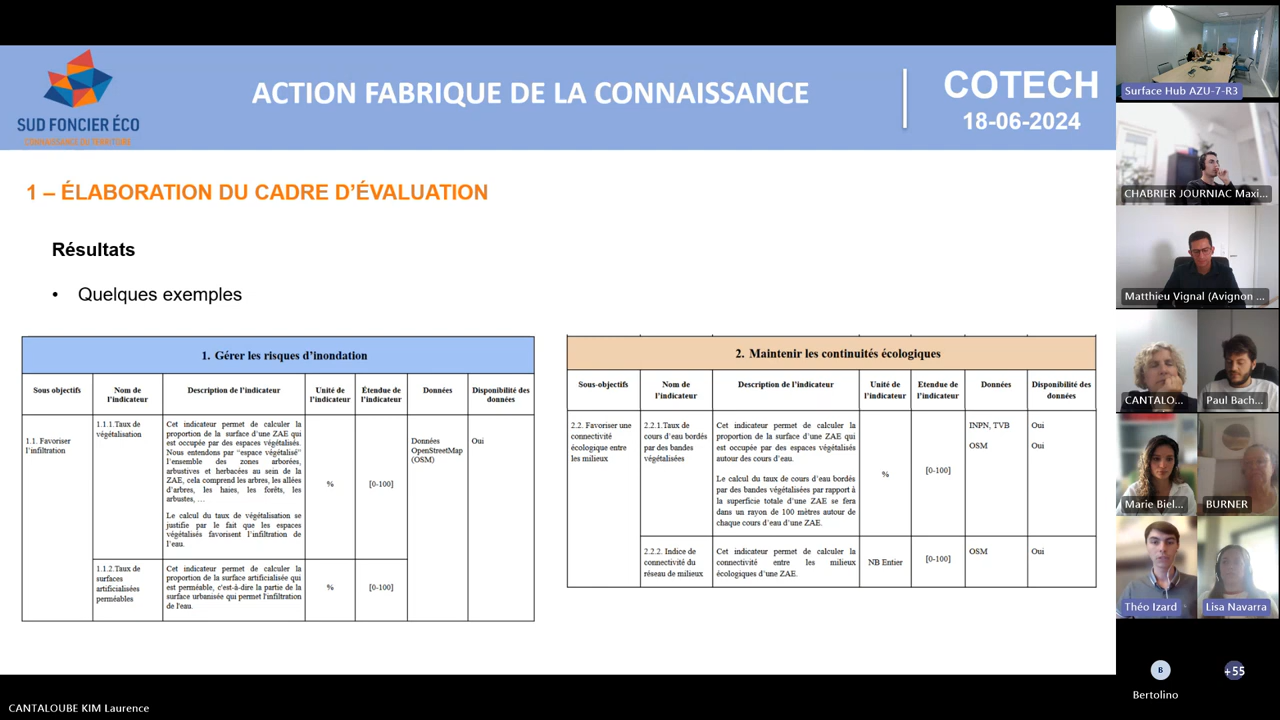 SUD FONCIER ÉCO
CONNAISSANCE DU TERRITOIRE
ACTION FABRIQUE DE LA CONNAISSANCE
COTECH
18-06-2024
1 – ÉLABORATION DU CADRE D’ÉVALUATION
Résultats
• Quelques exemples
1. Gérer les risques d’inondation
Sous objectifs
Nom de
l’indicateur
Description de l’indicateur
Unité de
l’indicateur
Étendue de
l’indicateur
Données
Disponibilité des
données
1.1. Favoriser
l’infiltration
1.1.1.Taux de
végétalisation
Cet indicateur permet de calculer la
proportion de la surface d’une ZAE qui
est occupée par des espaces végétalisés.
Nous entendons par “espace végétalisé”
l’ensemble des zones arborées,
arbustives et herbacées au sein de la
ZAE, cela comprend les arbres, les allées
d’arbres, les haies, les forêts, les
arbustes, …
Le calcul du taux de végétalisation se
justifie par le fait que les espaces
végétalisés favorisent l’infiltration de
l’eau.
%
[0-100]
Données
OpenStreetMap
(OSM)
Oui
1.1.2.Taux de
surfaces
artificialisées
perméables
Cet indicateur permet de calculer la
proportion de la surface artificialisée qui
est perméable, c'est-à-dire la partie de la
surface urbanisée qui permet l'infiltration
de l'eau.
%
[0-100]
2. Maintenir les continuités écologiques
Sous-objectifs
Nom de
l’indicateur
Description de l’indicateur
Unité de
l’indicateur
Etendue de
l’indicateur
Données
Disponibilité des
données
2.2. Favoriser une
connectivité
écologique entre
les milieux
2.2.1.Taux de
cours d’eau bordés
par des bandes
végétalisées
Cet indicateur permet de calculer la
proportion de la surface d’une ZAE qui
est occupée par des espaces végétalisés
autour des cours d’eau.
Le calcul du taux de cours d’eau bordés
par des bandes végétalisées par rapport à
la superficie totale d’une ZAE se fera
dans un rayon de 100 mètres autour de
chaque cours d’eau d’une ZAE.
%
[0-100]
INPN, TVB
OSM
Oui
Oui
2.2.2. Indice de
connectivité du
réseau de milieux
Cet indicateur permet de calculer la
connectivité entre les milieux
écologiques d’une ZAE.
NB Entier
[0-100]
OSM
Oui
Surface Hub AZU-7-R3
CHABRIER JOURNIAC Maxi...
Matthieu Vignal (Avignon ...
CANTALO...
Paul Bach...
Marie Biel...
BURNER
Théo Izard
Lisa Navarra
B
Bertolino
+55
CANTALOUBE KIM Laurence